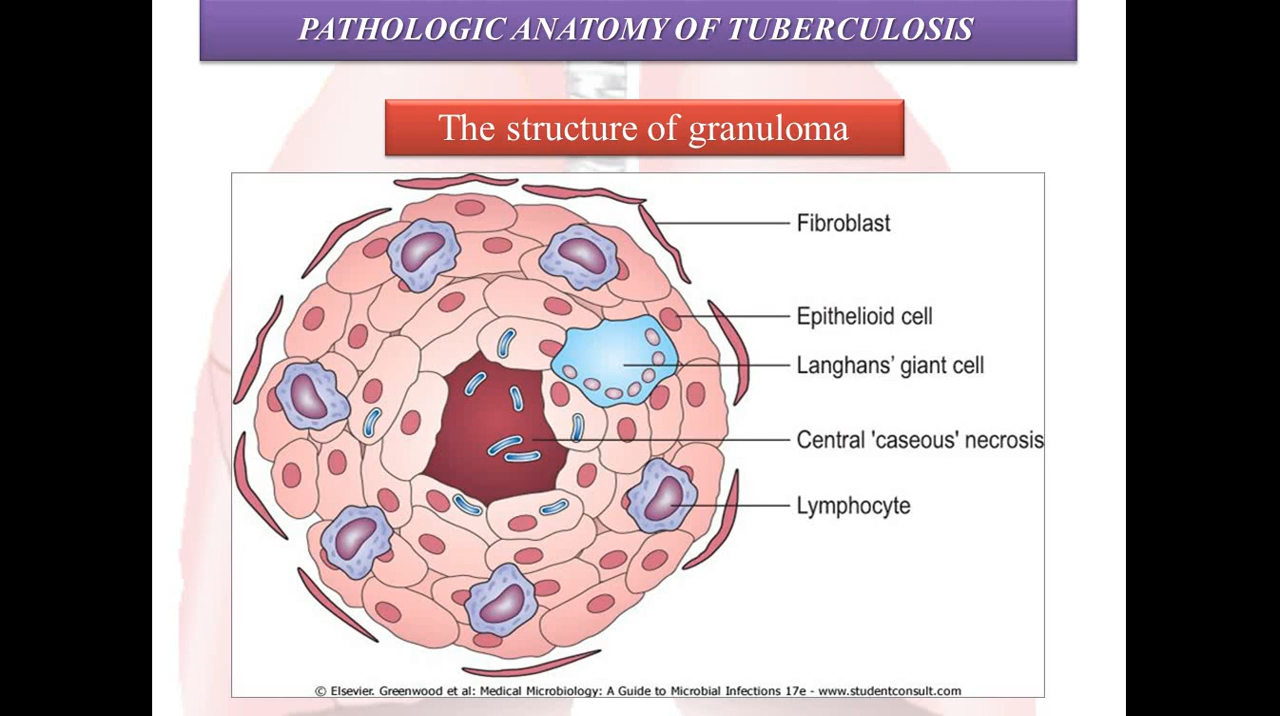 PATHOLOGIC ANATOMY OF TUBERCULOSIS
The structure of granuloma
Fibroblast
Epithelioid cell
Langhans’ giant cell
Central 'caseous' necrosis
Lymphocyte
© Elsevier. Greenwood et al: Medical Microbiology: A Guide to Microbial Infections 17e - www.studentconsult.com